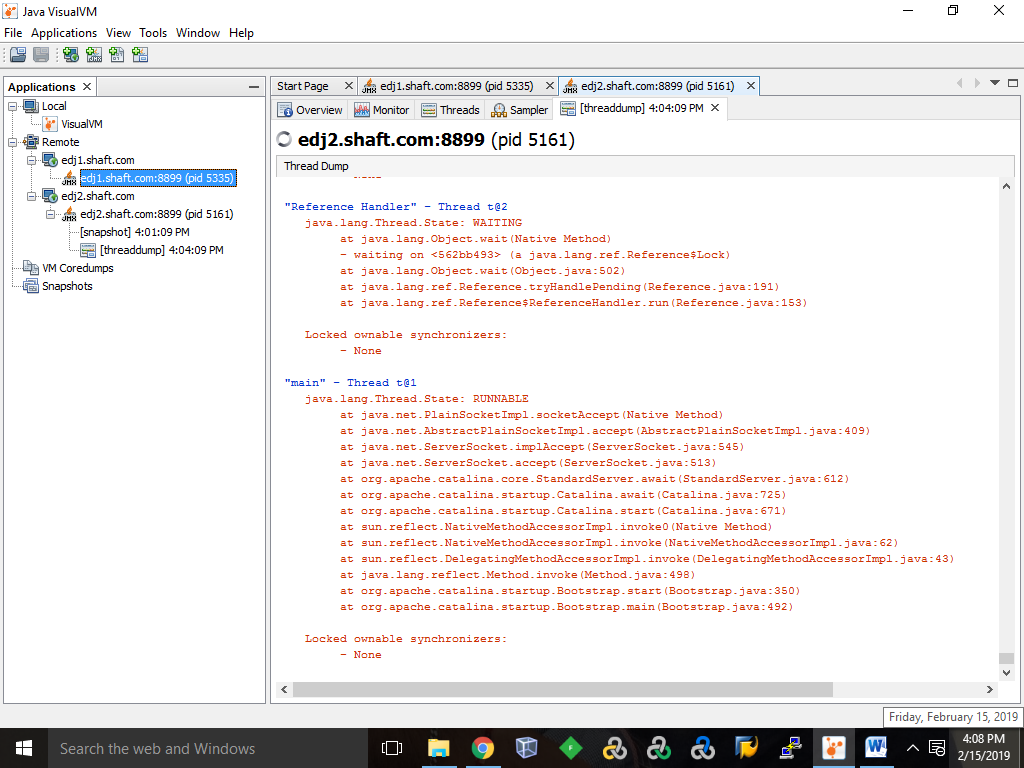 Java VisualVM
File Applications View Tools Window Help
Applications
Local
VisualVM
Remote
edj1.shaft.com
edj1.shaft.com:8899 (pid 5335)
edj2.shaft.com
edj2.shaft.com:8899 (pid 5161)
[snapshot] 4:01:09 PM
[threaddump] 4:04:09 PM
VM Coredumps
Snapshots
Start Page edj1.shaft.com:8899 (pid 5335) edj2.shaft.com:8899 (pid 5161)
Overview Monitor Threads Sampler [threaddump] 4:04:09 PM
edj2.shaft.com:8899 (pid 5161)
Thread Dump
"Reference Handler" - Thread t@2
java.lang.Thread.State: WAITING
at java.lang.Object.wait(Native Method)
- waiting on <562bb493> (a java.lang.ref.Reference$Lock)
at java.lang.Object.wait(Object.java:502)
at java.lang.ref.Reference.tryHandlePending(Reference.java:191)
at java.lang.ref.Reference$ReferenceHandler.run(Reference.java:153)
Locked ownable synchronizers:
- None
"main" - Thread t@1
java.lang.Thread.State: RUNNABLE
at java.net.PlainSocketImpl.socketAccept(Native Method)
at java.net.AbstractPlainSocketImpl.accept(AbstractPlainSocketImpl.java:409)
at java.net.ServerSocket.implAccept(ServerSocket.java:545)
at java.net.ServerSocket.accept(ServerSocket.java:513)
at org.apache.catalina.core.StandardServer.await(StandardServer.java:612)
at org.apache.catalina.startup.Catalina.await(Catalina.java:725)
at org.apache.catalina.startup.Catalina.start(Catalina.java:671)
at sun.reflect.NativeMethodAccessorImpl.invoke0(Native Method)
at sun.reflect.NativeMethodAccessorImpl.invoke(NativeMethodAccessorImpl.java:62)
at sun.reflect.DelegatingMethodAccessorImpl.invoke(DelegatingMethodAccessorImpl.java:43)
at java.lang.reflect.Method.invoke(Method.java:498)
at org.apache.catalina.startup.Bootstrap.start(Bootstrap.java:350)
at org.apache.catalina.startup.Bootstrap.main(Bootstrap.java:492)
Locked ownable synchronizers:
- None
Friday, February 15, 2019
Search the web and Windows
4:08 PM
2/15/2019